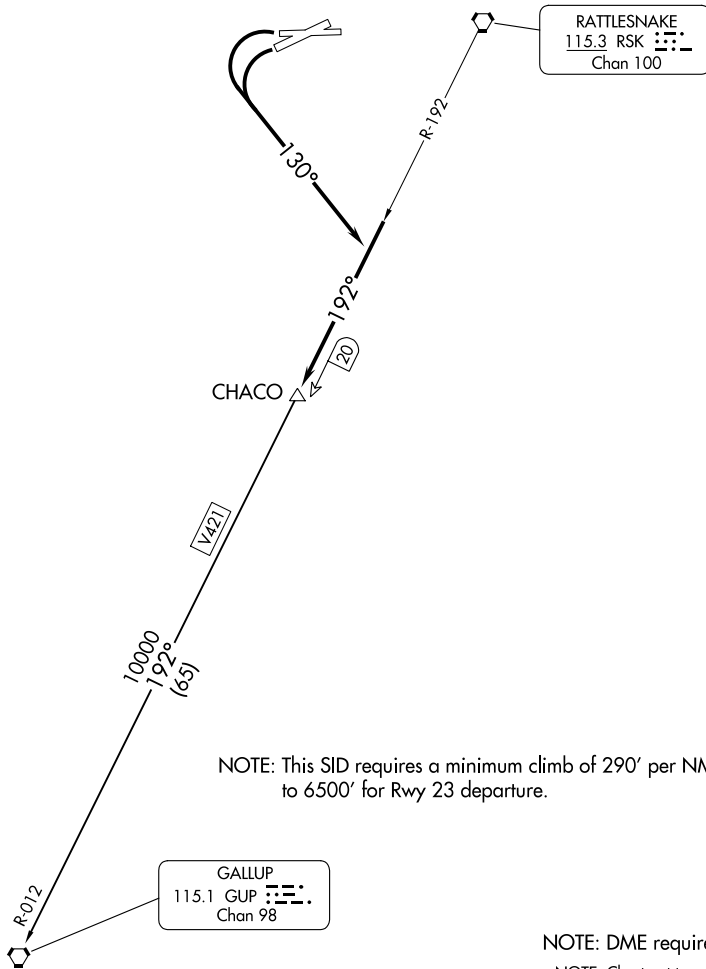 RATTLESNAKE
115.3 RSK
Chan 100
R-192
130°
192°
20
CHACO
V421
10000
192°
(65)
NOTE: This SID requires a minimum climb of 290' per NM
to 6500' for Rwy 23 departure.
GALLUP
115.1 GUP
Chan 98
R-012
NOTE: DME require